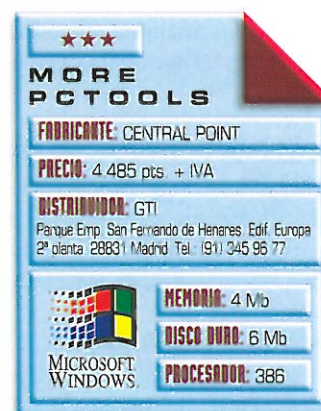 ★★★
MORE
PCTOOLS
FABRICANTE: CENTRAL POINT
PRECIO: 4 485 pts. + IVA
DISTRIBUIDOR: GTI
Parque Emp. San Fernando de Henares. Edif. Europa
2ª planta 28831 Madrid Tel.: (91) 345 96 77
MEMORIA: 4 Mb
DISCO DURO: 6 Mb
MICROSOFT
WINDOWS.
PROCESADOR: 386